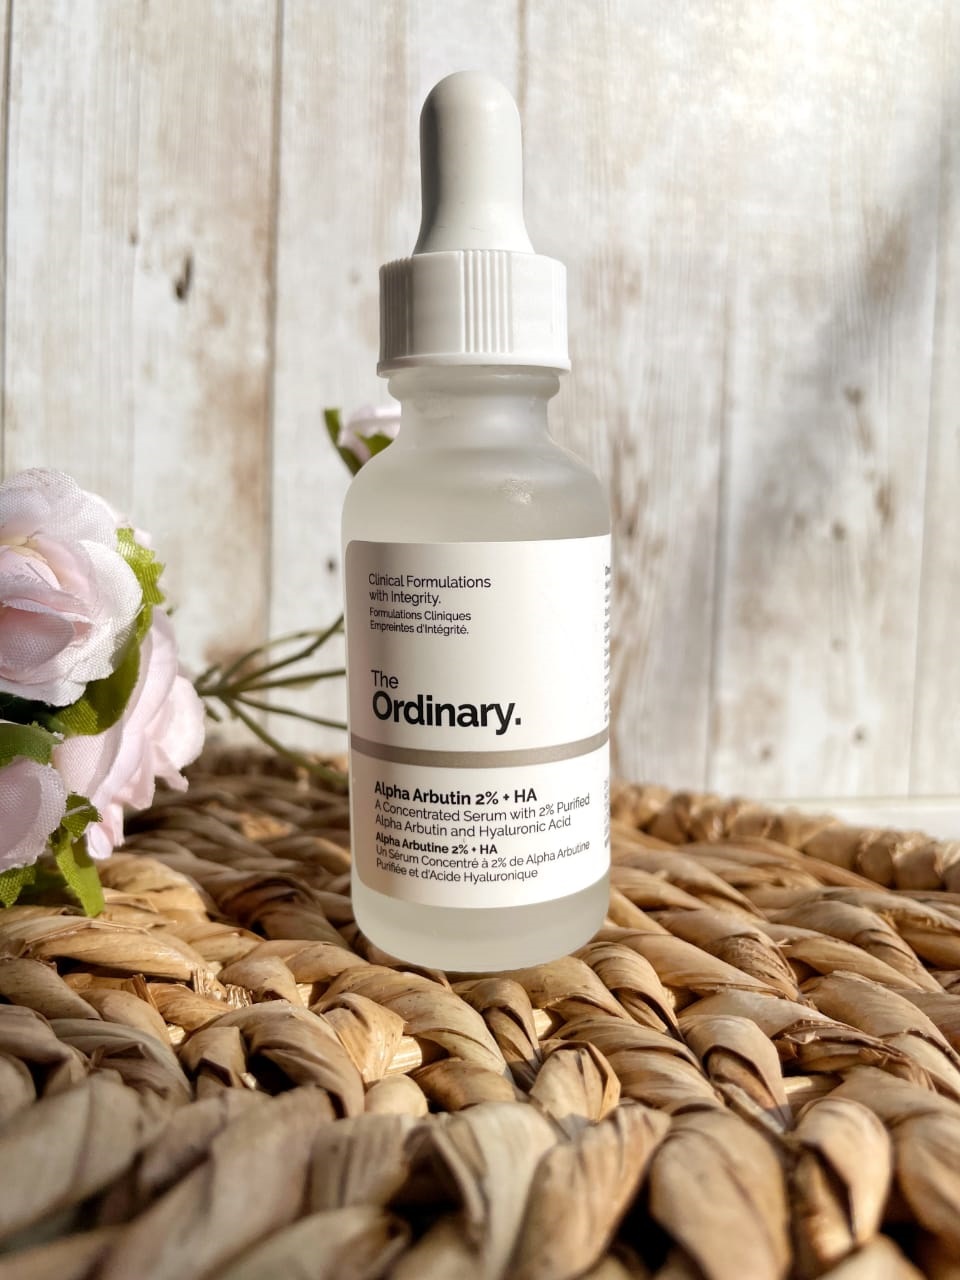 Clinical Formulations
with Integrity.
Formulations Cliniques
Empreintes d'Intégrité.
The
Ordinary.
Alpha Arbutin 2% + HA
A Concentrated Serum with 2% Purified
Alpha Arbutin and Hyaluronic Acid
Alpha Arbutine 2% + HA
Un Sérum Concentré à 2% de Alpha Arbutine
Purifiée et d'Acide Hyaluronique